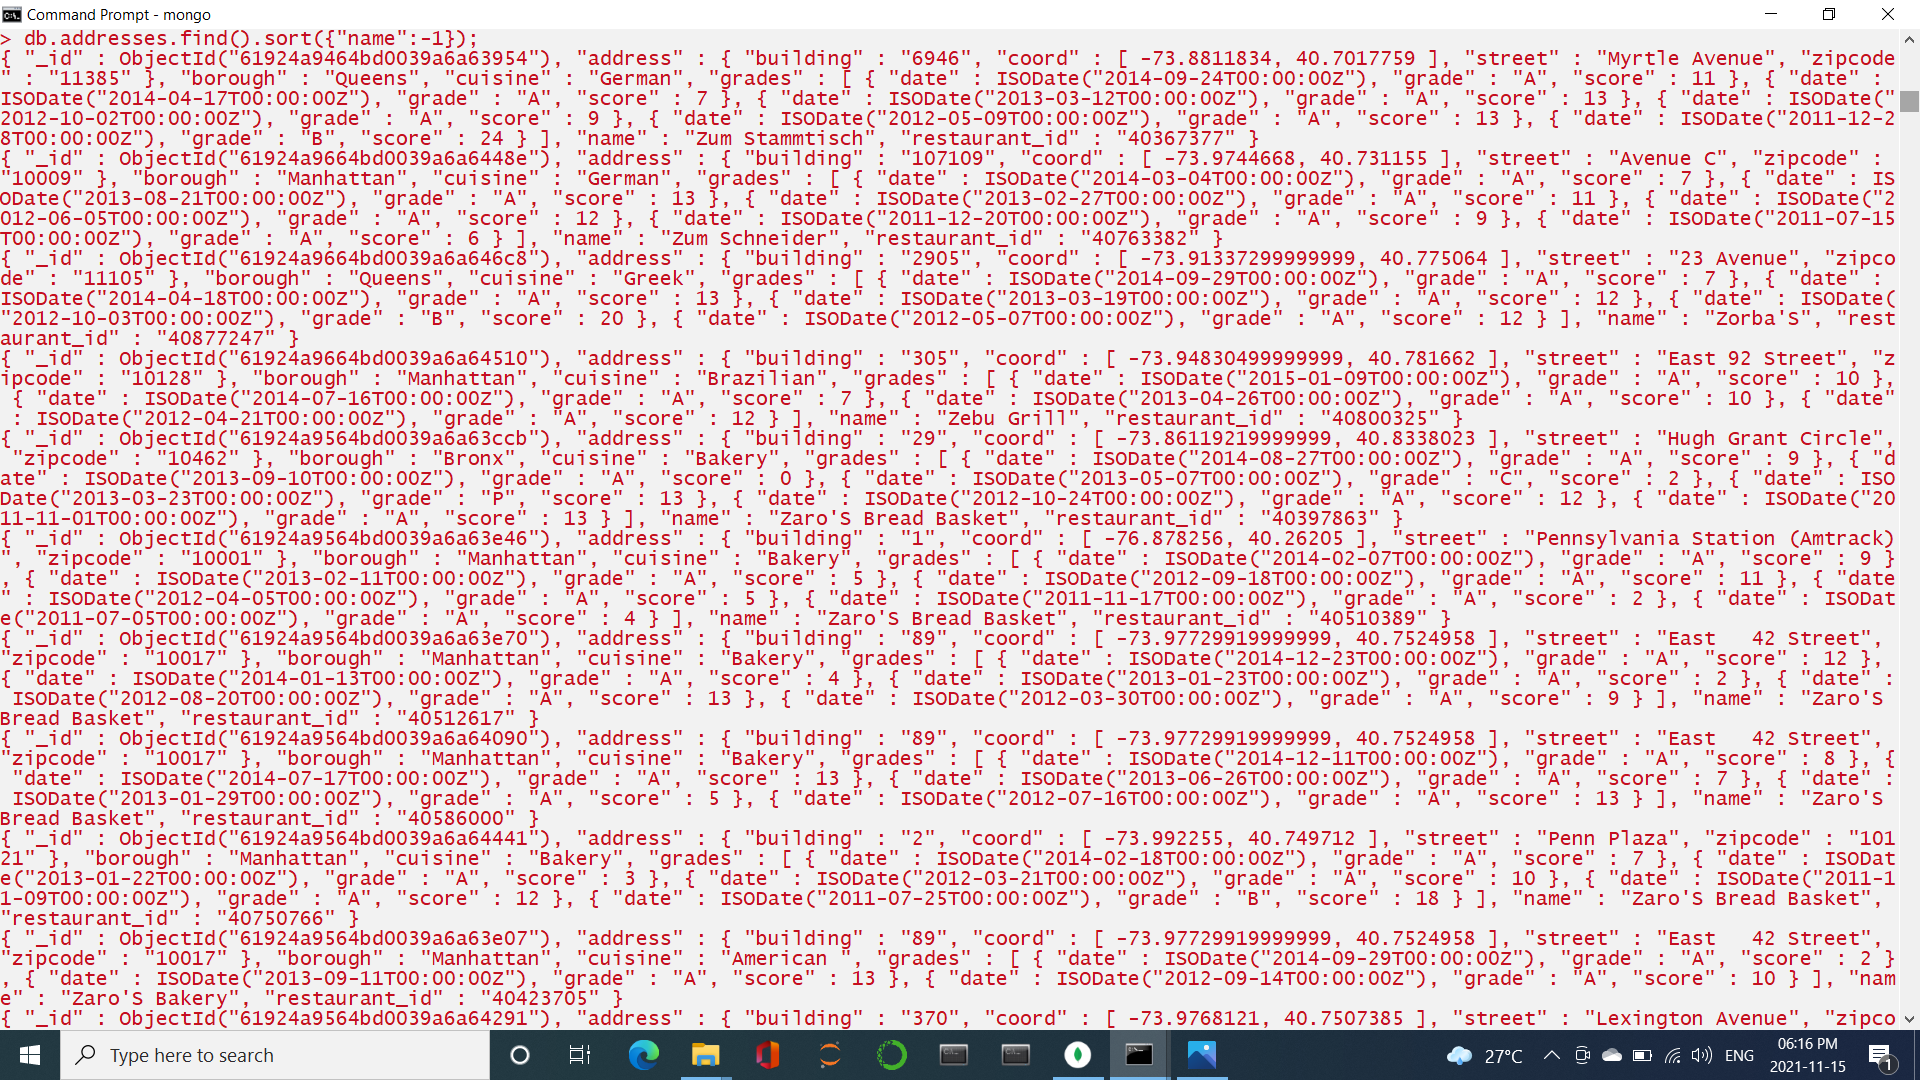 Command Prompt - mongo
> db.addresses.find().sort({"name":-1});
{ "_id" : ObjectId("61924a9464bd0039a6a63954"), "address" : { "building" : "6946", "coord" : [ -73.8811834, 40.7017759 ], "street" : "Myrtle Avenue", "zipcode
" : "11385" }, "borough" : "Queens", "cuisine" : "German", "grades" : [ { "date" : ISODate("2014-09-24T00:00:00Z"), "grade" : "A", "score" : 11 }, { "date" :
ISODate("2014-04-17T00:00:00Z"), "grade" : "A", "score" : 7 }, { "date" : ISODate("2013-03-12T00:00:00Z"), "grade" : "A", "score" : 13 }, { "date" : ISODate("
2012-10-02T00:00:00Z"), "grade" : "A", "score" : 9 }, { "date" : ISODate("2012-05-09T00:00:00Z"), "grade" : "A", "score" : 13 }, { "date" : ISODate("2011-12-2
8T00:00:00Z"), "grade" : "B", "score" : 24 } ], "name" : "Zum Stammtisch", "restaurant_id" : "40367377" }
{ "_id" : ObjectId("61924a9664bd0039a6a6448e"), "address" : { "building" : "107109", "coord" : [ -73.9744668, 40.731155 ], "street" : "Avenue C", "zipcode" :
"10009" }, "borough" : "Manhattan", "cuisine" : "German", "grades" : [ { "date" : ISODate("2014-03-04T00:00:00Z"), "grade" : "A", "score" : 7 }, { "date" : IS
ODate("2013-08-21T00:00:00Z"), "grade" : "A", "score" : 13 }, { "date" : ISODate("2013-02-27T00:00:00Z"), "grade" : "A", "score" : 11 }, { "date" : ISODate("2
012-06-05T00:00:00Z"), "grade" : "A", "score" : 12 }, { "date" : ISODate("2011-12-20T00:00:00Z"), "grade" : "A", "score" : 9 }, { "date" : ISODate("2011-07-15
T00:00:00Z"), "grade" : "A", "score" : 6 } ], "name" : "Zum Schneider", "restaurant_id" : "40763382" }
{ "_id" : ObjectId("61924a9664bd0039a6a646c8"), "address" : { "building" : "2905", "coord" : [ -73.91337299999999, 40.775064 ], "street" : "23 Avenue", "zipco
de" : "11105" }, "borough" : "Queens", "cuisine" : "Greek", "grades" : [ { "date" : ISODate("2014-09-29T00:00:00Z"), "grade" : "A", "score" : 7 }, { "date" :
ISODate("2014-04-18T00:00:00Z"), "grade" : "A", "score" : 13 }, { "date" : ISODate("2013-03-19T00:00:00Z"), "grade" : "A", "score" : 12 }, { "date" : ISODate(
"2012-10-03T00:00:00Z"), "grade" : "B", "score" : 20 }, { "date" : ISODate("2012-05-07T00:00:00Z"), "grade" : "A", "score" : 12 } ], "name" : "Zorba'S", "rest
aurant_id" : "40877247" }
{ "_id" : ObjectId("61924a9664bd0039a6a64510"), "address" : { "building" : "305", "coord" : [ -73.94830499999999, 40.781662 ], "street" : "East 92 Street", "z
ipcode" : "10128" }, "borough" : "Manhattan", "cuisine" : "Brazilian", "grades" : [ { "date" : ISODate("2015-01-09T00:00:00Z"), "grade" : "A", "score" : 10 },
 { "date" : ISODate("2014-07-16T00:00:00Z"), "grade" : "A", "score" : 7 }, { "date" : ISODate("2013-04-26T00:00:00Z"), "grade" : "A", "score" : 10 }, { "date"
 : ISODate("2012-04-21T00:00:00Z"), "grade" : "A", "score" : 12 } ], "name" : "Zebu Grill", "restaurant_id" : "40800325" }
{ "_id" : ObjectId("61924a9564bd0039a6a63ccb"), "address" : { "building" : "29", "coord" : [ -73.86119219999999, 40.8338023 ], "street" : "Hugh Grant Circle",
 "zipcode" : "10462" }, "borough" : "Bronx", "cuisine" : "Bakery", "grades" : [ { "date" : ISODate("2014-08-27T00:00:00Z"), "grade" : "A", "score" : 9 }, { "d
ate" : ISODate("2013-09-10T00:00:00Z"), "grade" : "A", "score" : 0 }, { "date" : ISODate("2013-05-07T00:00:00Z"), "grade" : "C", "score" : 2 }, { "date" : ISO
Date("2013-03-23T00:00:00Z"), "grade" : "P", "score" : 13 }, { "date" : ISODate("2012-10-24T00:00:00Z"), "grade" : "A", "score" : 12 }, { "date" : ISODate("20
11-11-01T00:00:00Z"), "grade" : "A", "score" : 13 } ], "name" : "Zaro'S Bread Basket", "restaurant_id" : "40397863" }
{ "_id" : ObjectId("61924a9564bd0039a6a63e46"), "address" : { "building" : "1", "coord" : [ -76.878256, 40.26205 ], "street" : "Pennsylvania Station (Amtrack)
", "zipcode" : "10001" }, "borough" : "Manhattan", "cuisine" : "Bakery", "grades" : [ { "date" : ISODate("2014-02-07T00:00:00Z"), "grade" : "A", "score" : 9 }
, { "date" : ISODate("2013-02-11T00:00:00Z"), "grade" : "A", "score" : 5 }, { "date" : ISODate("2012-09-18T00:00:00Z"), "grade" : "A", "score" : 11 }, { "date
" : ISODate("2012-04-05T00:00:00Z"), "grade" : "A", "score" : 5 }, { "date" : ISODate("2011-11-17T00:00:00Z"), "grade" : "A", "score" : 2 }, { "date" : ISODat
e("2011-07-05T00:00:00Z"), "grade" : "A", "score" : 4 } ], "name" : "Zaro'S Bread Basket", "restaurant_id" : "40510389" }
{ "_id" : ObjectId("61924a9564bd0039a6a63e70"), "address" : { "building" : "89", "coord" : [ -73.97729919999999, 40.7524958 ], "street" : "East   42 Street",
"zipcode" : "10017" }, "borough" : "Manhattan", "cuisine" : "Bakery", "grades" : [ { "date" : ISODate("2014-12-23T00:00:00Z"), "grade" : "A", "score" : 12 },
{ "date" : ISODate("2014-01-13T00:00:00Z"), "grade" : "A", "score" : 4 }, { "date" : ISODate("2013-01-23T00:00:00Z"), "grade" : "A", "score" : 2 }, { "date" :
 ISODate("2012-08-20T00:00:00Z"), "grade" : "A", "score" : 13 }, { "date" : ISODate("2012-03-30T00:00:00Z"), "grade" : "A", "score" : 9 } ], "name" : "Zaro'S
Bread Basket", "restaurant_id" : "40512617" }
{ "_id" : ObjectId("61924a9564bd0039a6a64090"), "address" : { "building" : "89", "coord" : [ -73.97729919999999, 40.7524958 ], "street" : "East   42 Street",
"zipcode" : "10017" }, "borough" : "Manhattan", "cuisine" : "Bakery", "grades" : [ { "date" : ISODate("2014-12-11T00:00:00Z"), "grade" : "A", "score" : 8 }, {
 "date" : ISODate("2014-07-17T00:00:00Z"), "grade" : "A", "score" : 13 }, { "date" : ISODate("2013-06-26T00:00:00Z"), "grade" : "A", "score" : 7 }, { "date" :
 ISODate("2013-01-29T00:00:00Z"), "grade" : "A", "score" : 5 }, { "date" : ISODate("2012-07-16T00:00:00Z"), "grade" : "A", "score" : 13 } ], "name" : "Zaro'S
Bread Basket", "restaurant_id" : "40586000" }
{ "_id" : ObjectId("61924a9564bd0039a6a64441"), "address" : { "building" : "2", "coord" : [ -73.992255, 40.749712 ], "street" : "Penn Plaza", "zipcode" : "101
21" }, "borough" : "Manhattan", "cuisine" : "Bakery", "grades" : [ { "date" : ISODate("2014-02-18T00:00:00Z"), "grade" : "A", "score" : 7 }, { "date" : ISODat
e("2013-01-22T00:00:00Z"), "grade" : "A", "score" : 3 }, { "date" : ISODate("2012-03-21T00:00:00Z"), "grade" : "A", "score" : 10 }, { "date" : ISODate("2011-1
1-09T00:00:00Z"), "grade" : "A", "score" : 12 }, { "date" : ISODate("2011-07-25T00:00:00Z"), "grade" : "B", "score" : 18 } ], "name" : "Zaro'S Bread Basket",
"restaurant_id" : "40750766" }
{ "_id" : ObjectId("61924a9564bd0039a6a63e07"), "address" : { "building" : "89", "coord" : [ -73.97729919999999, 40.7524958 ], "street" : "East   42 Street",
"zipcode" : "10017" }, "borough" : "Manhattan", "cuisine" : "American ", "grades" : [ { "date" : ISODate("2014-09-29T00:00:00Z"), "grade" : "A", "score" : 2 }
, { "date" : ISODate("2013-09-11T00:00:00Z"), "grade" : "A", "score" : 13 }, { "date" : ISODate("2012-09-14T00:00:00Z"), "grade" : "A", "score" : 10 } ], "nam
e" : "Zaro'S Bakery", "restaurant_id" : "40423705" }
{ "_id" : ObjectId("61924a9564bd0039a6a64291"), "address" : { "building" : "370", "coord" : [ -73.9768121, 40.7507385 ], "street" : "Lexington Avenue", "zipco
Type here to search
27°C
ENG
06:16 PM
2021-11-15
1